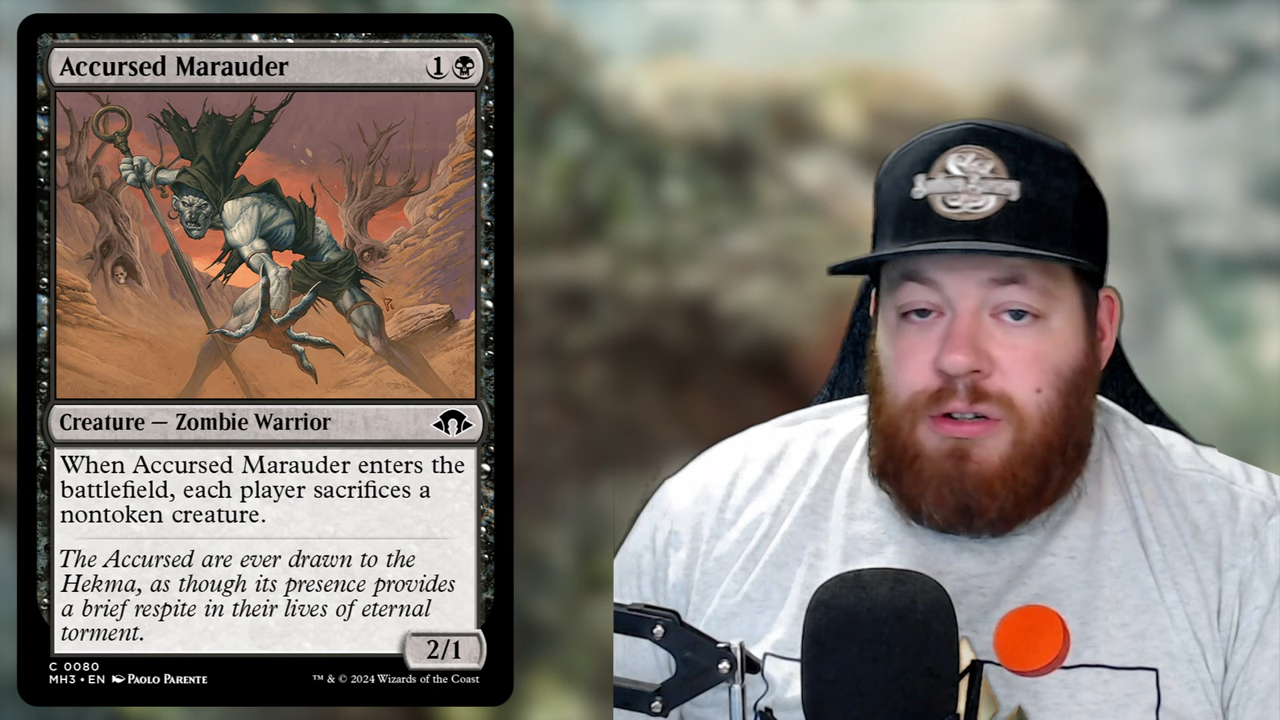 Accursed Marauder
1
Creature — Zombie Warrior
When Accursed Marauder enters the
battlefield, each player sacrifices a
nontoken creature.
The Accursed are ever drawn to the
Hekma, as though its presence provides
a brief respite in their lives of eternal
torment.
2/1
C 0080
MH3 • EN PAOLO PARENTE
™ & © 2024 Wizards of the Coast